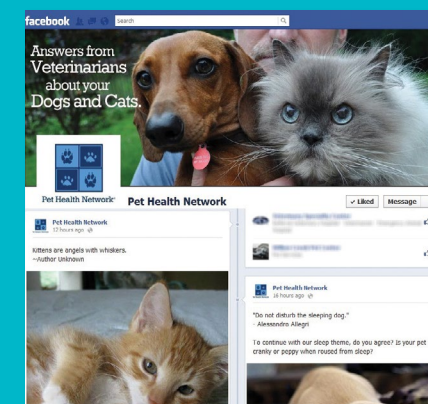 facebook
Search
Answers from
Veterinarians
about your
Dogs and Cats.
Pet Health Network®
Pet Health Network
✓ Liked
Message
Pet Health Network
12 hours ago
Kittens are angels with whiskers.
~Author Unknown
Pet Health Network
16 hours ago
"Do not disturb the sleeping dog."
- Alessandro Allegri
To continue with our sleep theme, do you agree? Is your pet
cranky or peppy when roused from sleep?